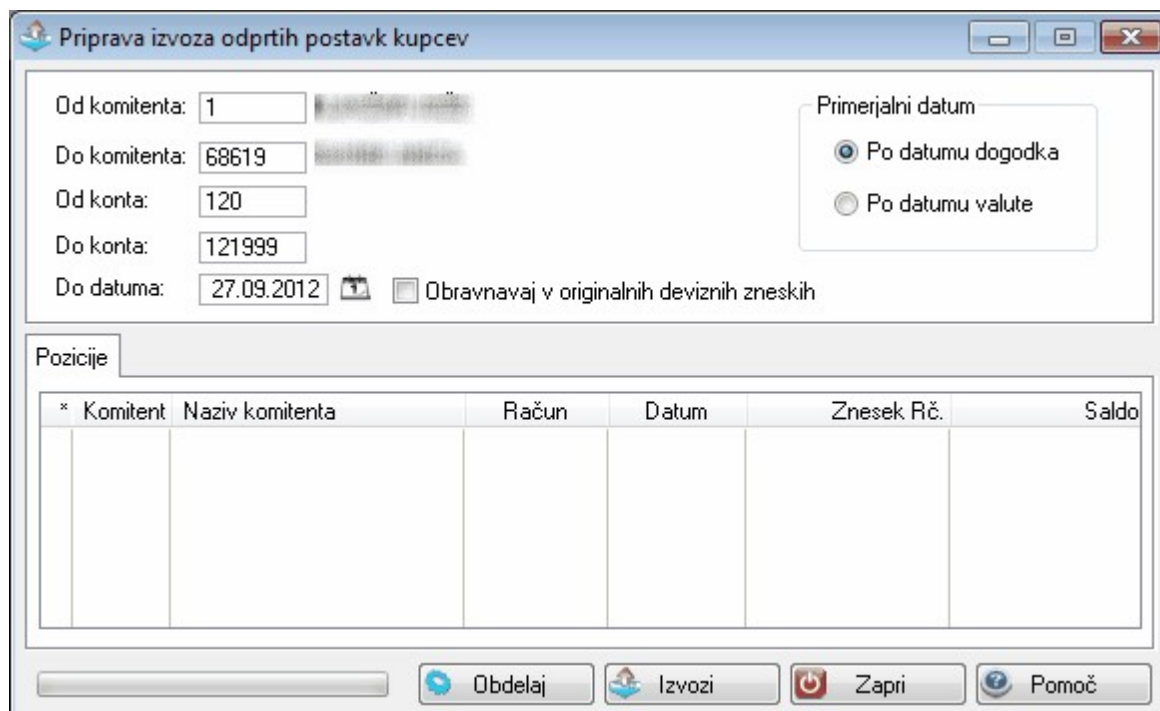 Priprava izvoza odprtih postavk kupcev
Od komitenta: 1
Do komitenta: 68619
Od konta: 120
Do konta: 121999
Do datuma: 27.09.2012 Obravnavaj v originalnih deviznih zneskih
Primerjalni datum
Po datumu dogodka
Po datumu valute
Pozicije
* Komitent Naziv komitenta Račun Datum Znesek Rč. Saldo
Obdelaj Izvozi Zapri Pomoč